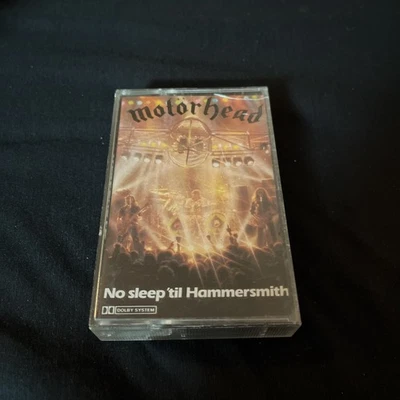 Motörhead
No sleep 'til Hammersmith
DOLBY SYSTEM